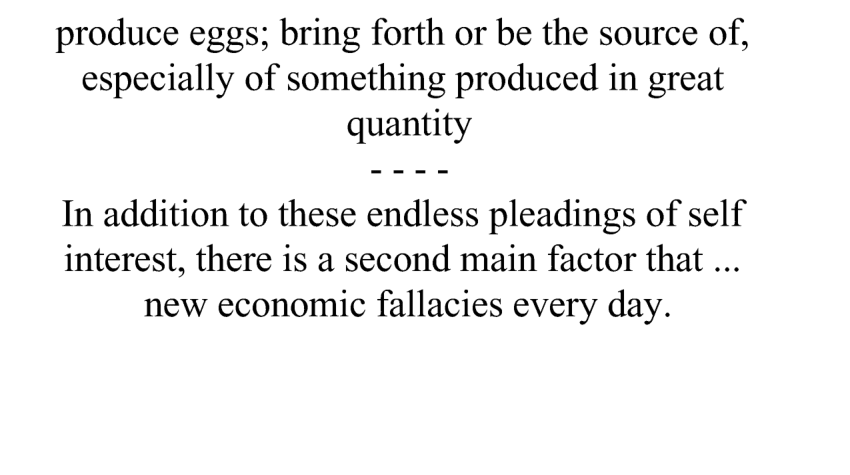 produce eggs; bring forth or be the source of,
especially of something produced in great
quantity
- - - -
In addition to these endless pleadings of self
interest, there is a second main factor that ...
new economic fallacies every day.